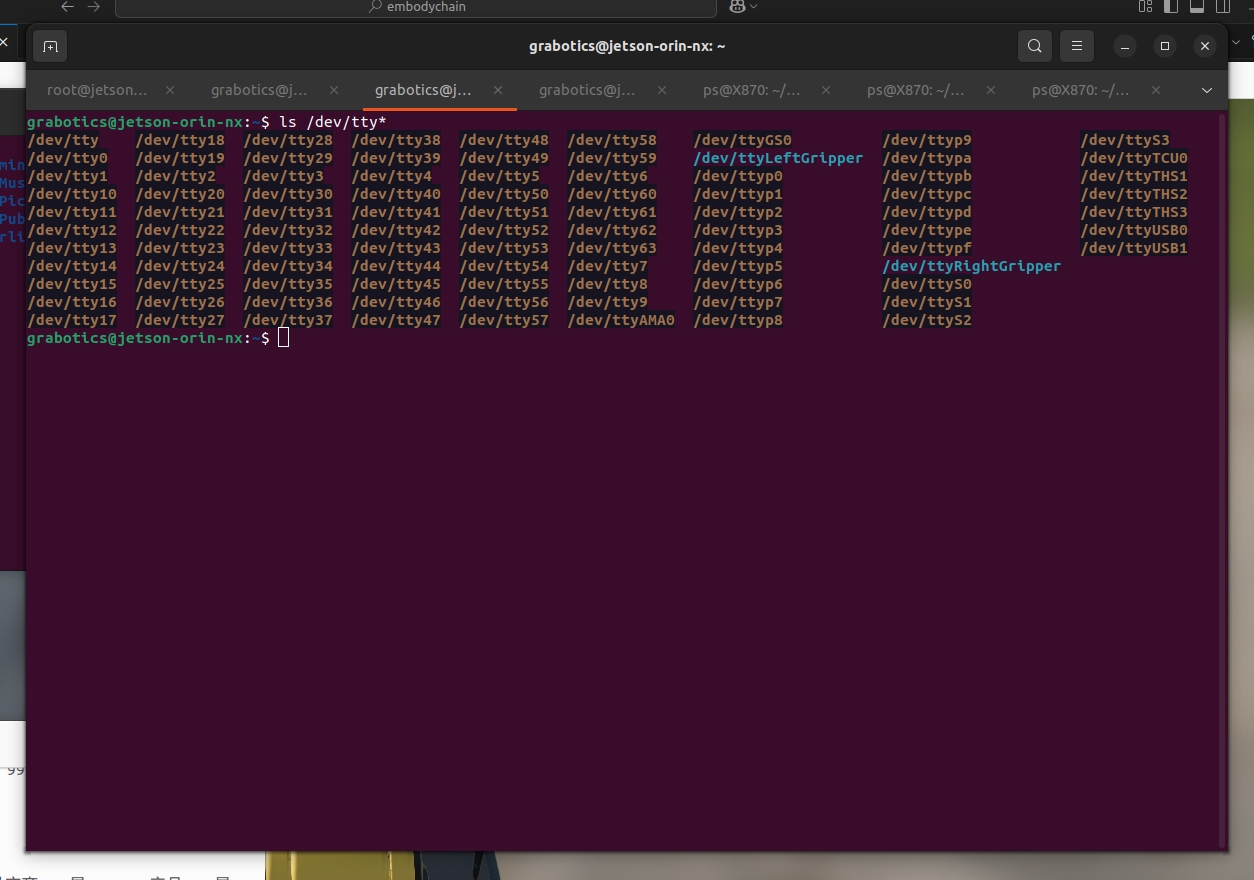 embodychain
grabotics@jetson-orin-nx: ~
root@jetson... grabotics@j... grabotics@j... grabotics@j... ps@X870: ~/... ps@X870: ~/... ps@X870: ~/...
grabotics@jetson-orin-nx:~$ ls /dev/tty*
/dev/tty /dev/tty18 /dev/tty28 /dev/tty38 /dev/tty48 /dev/tty58 /dev/ttyGS0 /dev/ttyp9 /dev/ttyS3
/dev/tty0 /dev/tty19 /dev/tty29 /dev/tty39 /dev/tty49 /dev/tty59 /dev/ttyLeftGripper /dev/ttypa /dev/ttyTCU0
/dev/tty1 /dev/tty2 /dev/tty3 /dev/tty4 /dev/tty5 /dev/tty6 /dev/ttyp0 /dev/ttypb /dev/ttyTHS1
/dev/tty10 /dev/tty20 /dev/tty30 /dev/tty40 /dev/tty50 /dev/tty60 /dev/ttyp1 /dev/ttypc /dev/ttyTHS2
/dev/tty11 /dev/tty21 /dev/tty31 /dev/tty41 /dev/tty51 /dev/tty61 /dev/ttyp2 /dev/ttypd /dev/ttyTHS3
/dev/tty12 /dev/tty22 /dev/tty32 /dev/tty42 /dev/tty52 /dev/tty62 /dev/ttyp3 /dev/ttype /dev/ttyUSB0
/dev/tty13 /dev/tty23 /dev/tty33 /dev/tty43 /dev/tty53 /dev/tty63 /dev/ttyp4 /dev/ttypf /dev/ttyUSB1
/dev/tty14 /dev/tty24 /dev/tty34 /dev/tty44 /dev/tty54 /dev/tty7 /dev/ttyp5 /dev/ttyRightGripper
/dev/tty15 /dev/tty25 /dev/tty35 /dev/tty45 /dev/tty55 /dev/tty8 /dev/ttyp6 /dev/ttyS0
/dev/tty16 /dev/tty26 /dev/tty36 /dev/tty46 /dev/tty56 /dev/tty9 /dev/ttyp7 /dev/ttyS1
/dev/tty17 /dev/tty27 /dev/tty37 /dev/tty47 /dev/tty57 /dev/ttyAMA0 /dev/ttyp8 /dev/ttyS2
grabotics@jetson-orin-nx:~$
min
Mus
Pic
Pub
rli